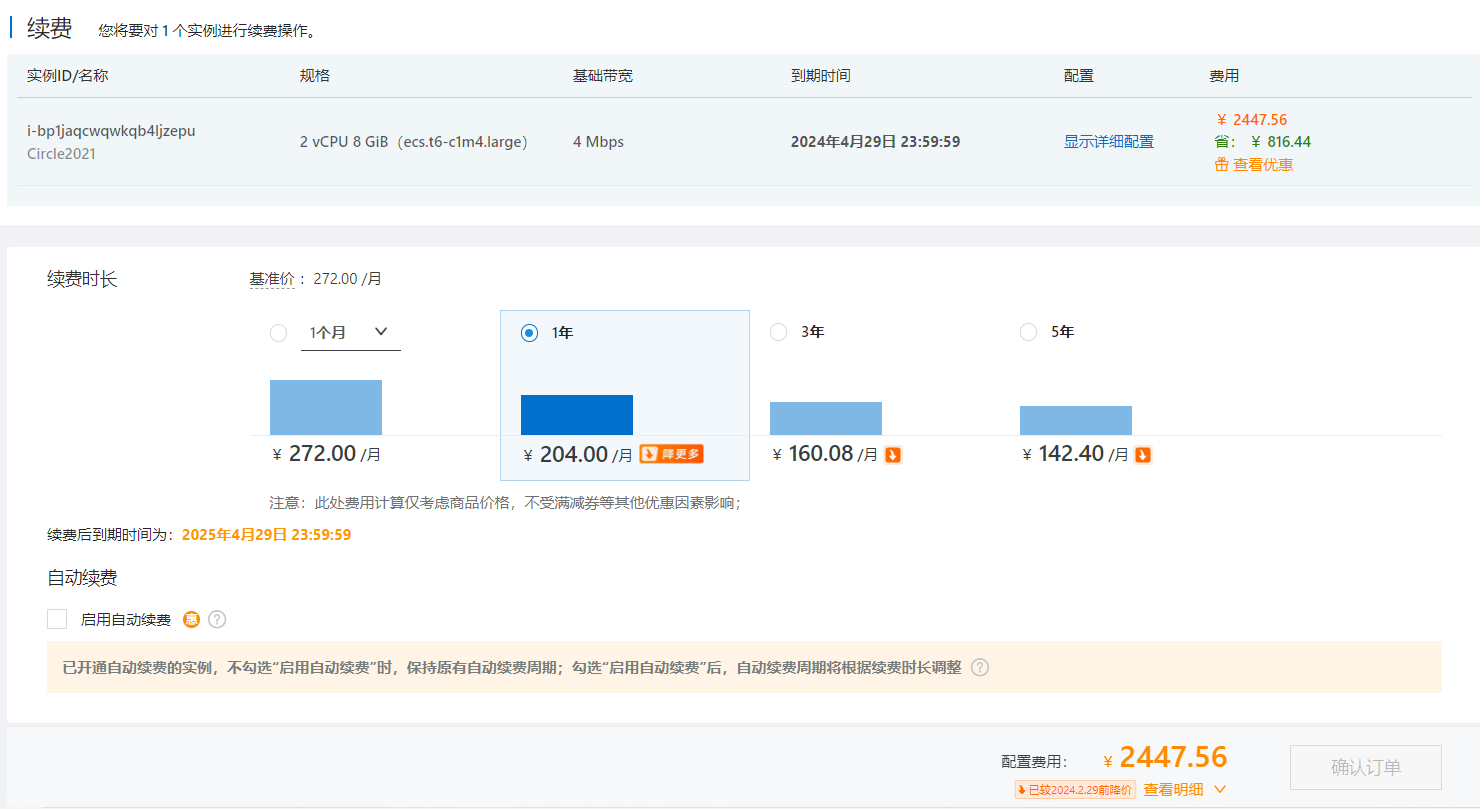 续费 您将要对 1 个实例进行续费操作。
实例ID/名称 规格 基础带宽 到期时间 配置 费用
i-bp1jaqcwqwkqb4ljzepu
Circle2021
2 vCPU 8 GiB（ecs.t6-c1m4.large）
4 Mbps
2024年4月29日 23:59:59
显示详细配置
￥ 2447.56
省： ￥ 816.44
查看优惠
续费时长 基准价 ：272.00 /月
1个月 1年 3年 5年
￥ 272.00 /月 ￥ 204.00 /月 降更多 ￥ 160.08 /月 ￥ 142.40 /月
注意：此处费用计算仅考虑商品价格，不受满减券等其他优惠因素影响；
续费后到期时间为：2025年4月29日 23:59:59
自动续费
启用自动续费 惠 ?
已开通自动续费的实例，不勾选“启用自动续费”时，保持原有自动续费周期；勾选“启用自动续费”后，自动续费周期将根据续费时长调整 ?
配置费用： ￥ 2447.56 确认订单
已较2024.2.29前降价 查看明细